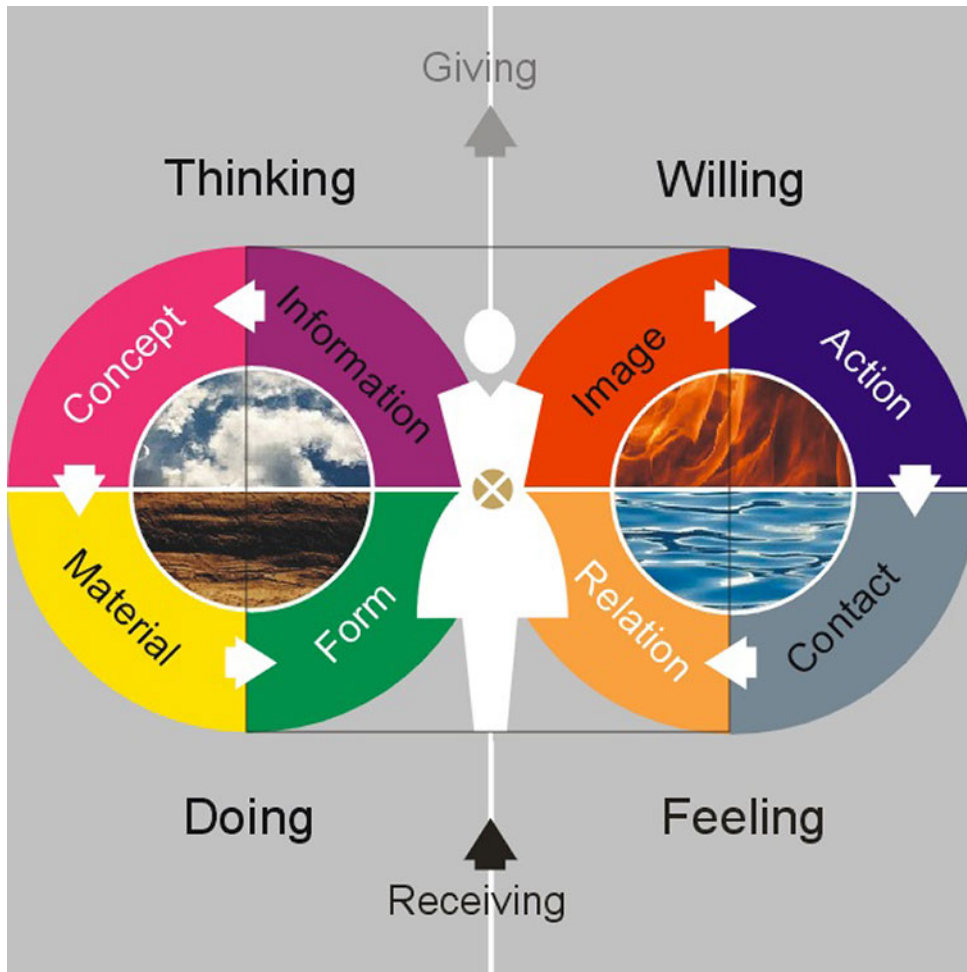 Giving
Thinking
Willing
Concept
Information
Image
Action
Material
Form
Relation
Contact
Doing
Feeling
Receiving